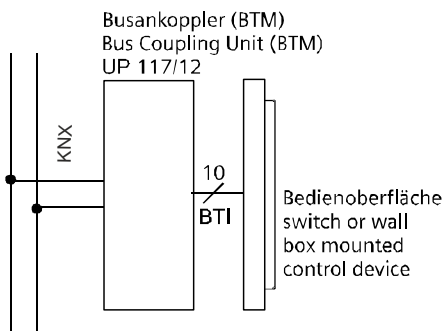 Busankoppler (BTM)
Bus Coupling Unit (BTM)
UP 117/12
KNX
10
BTI
Bedienoberfläche
switch or wall
box mounted
control device